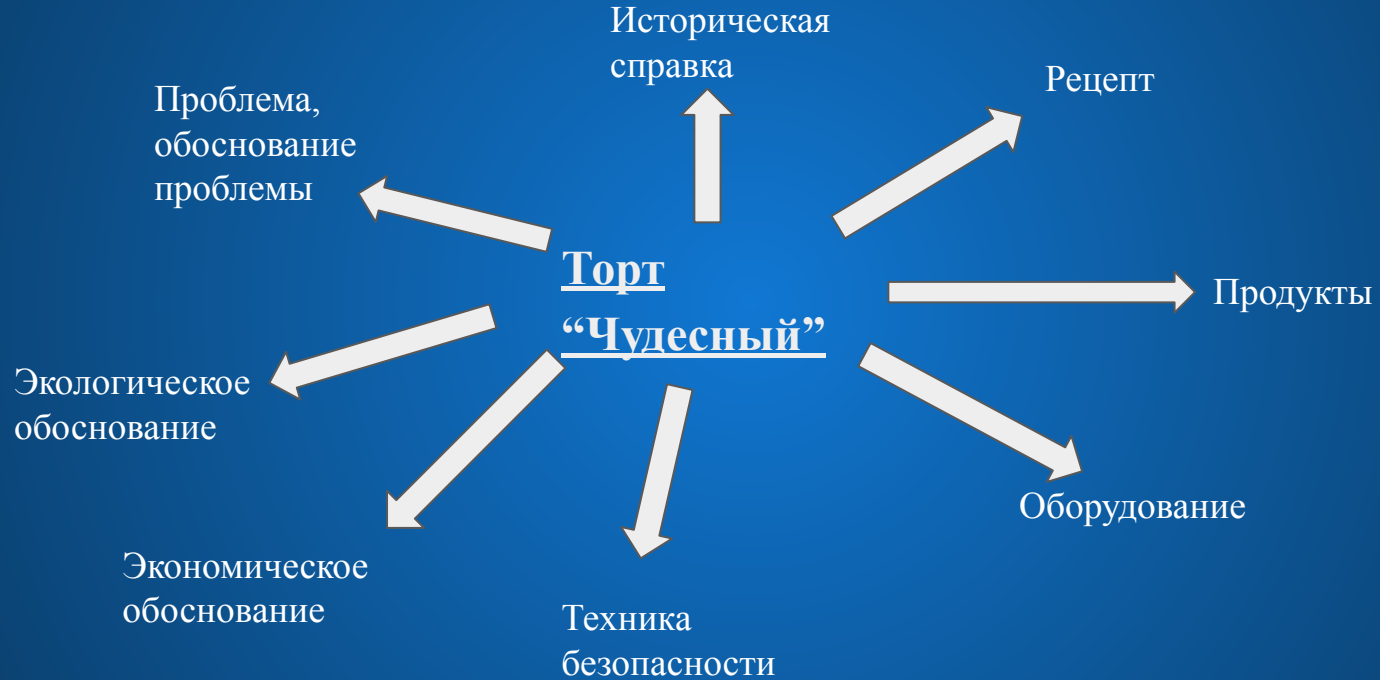 Историческая
справка
Рецепт
Проблема,
обоснование
проблемы
Торт
“Чудесный”
Продукты
Экологическое
обоснование
Оборудование
Экономическое
обоснование
Техника
безопасности